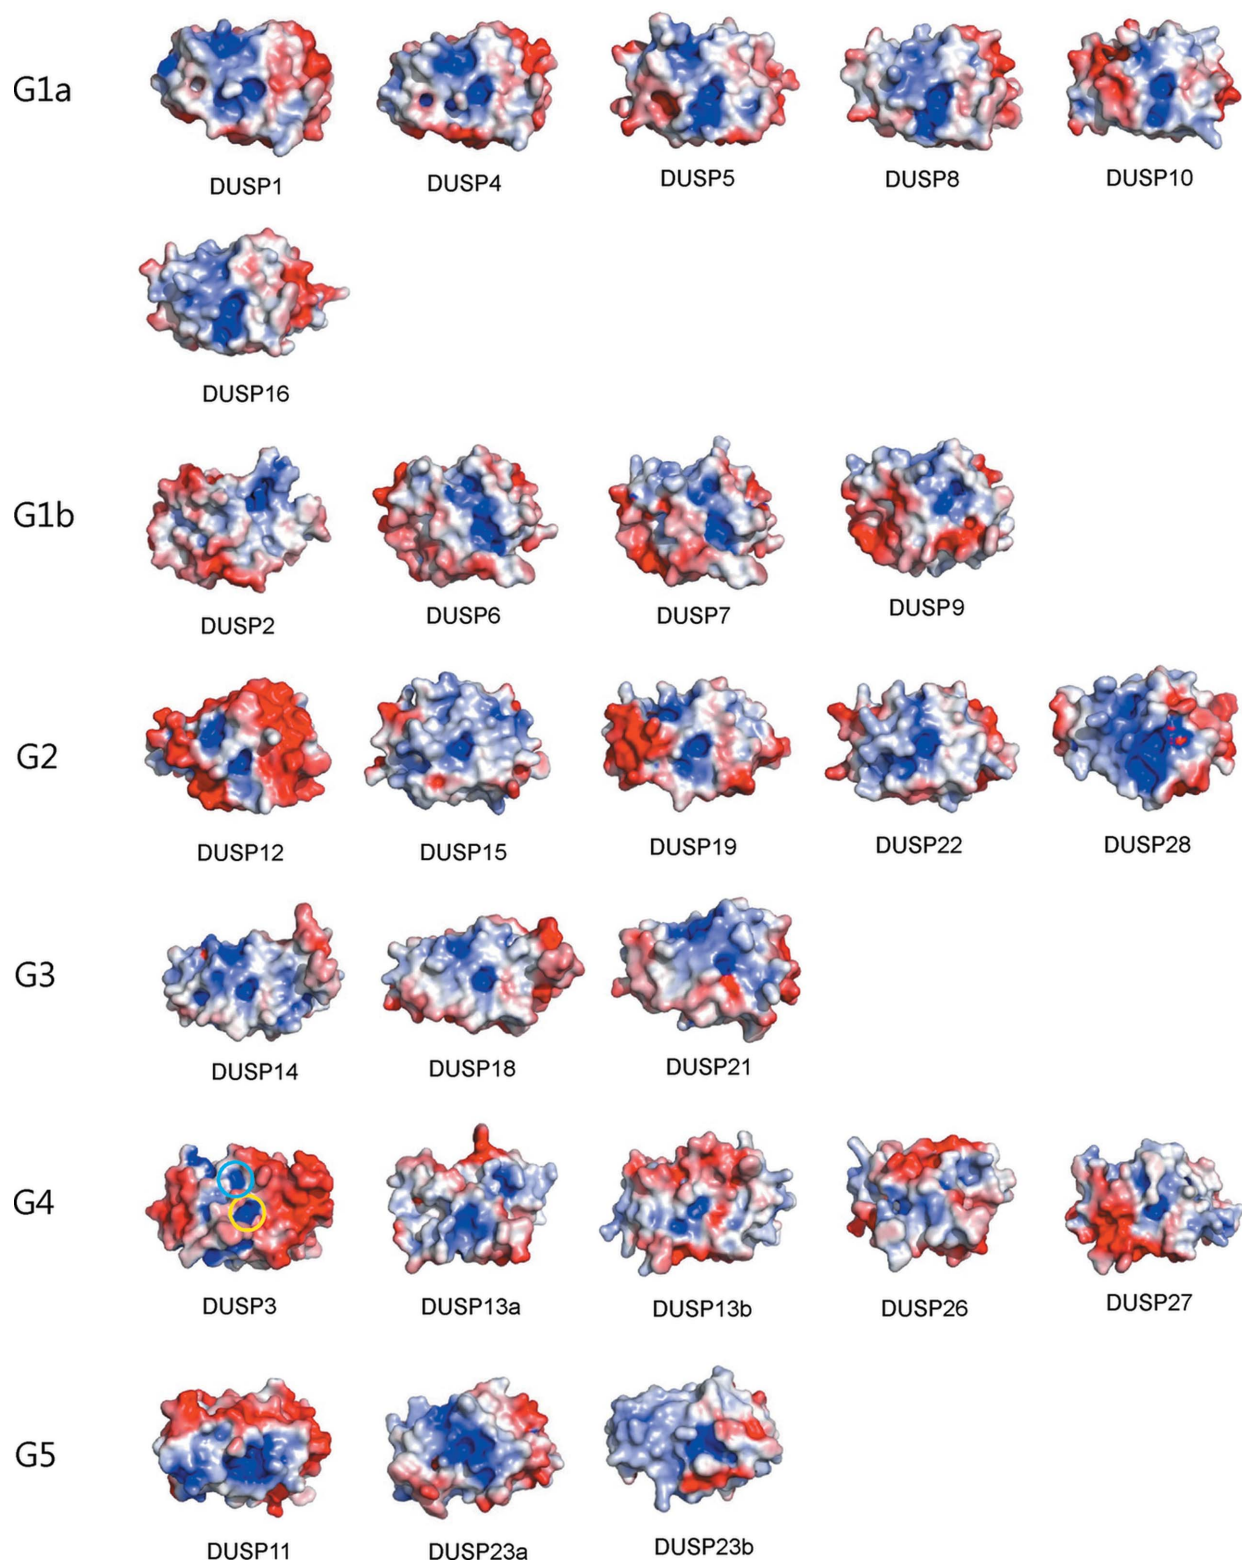 G1a
DUSP1 DUSP4 DUSP5 DUSP8 DUSP10
DUSP16
G1b
DUSP2 DUSP6 DUSP7 DUSP9
G2
DUSP12 DUSP15 DUSP19 DUSP22 DUSP28
G3
DUSP14 DUSP18 DUSP21
G4
DUSP3 DUSP13a DUSP13b DUSP26 DUSP27
G5
DUSP11 DUSP23a DUSP23b